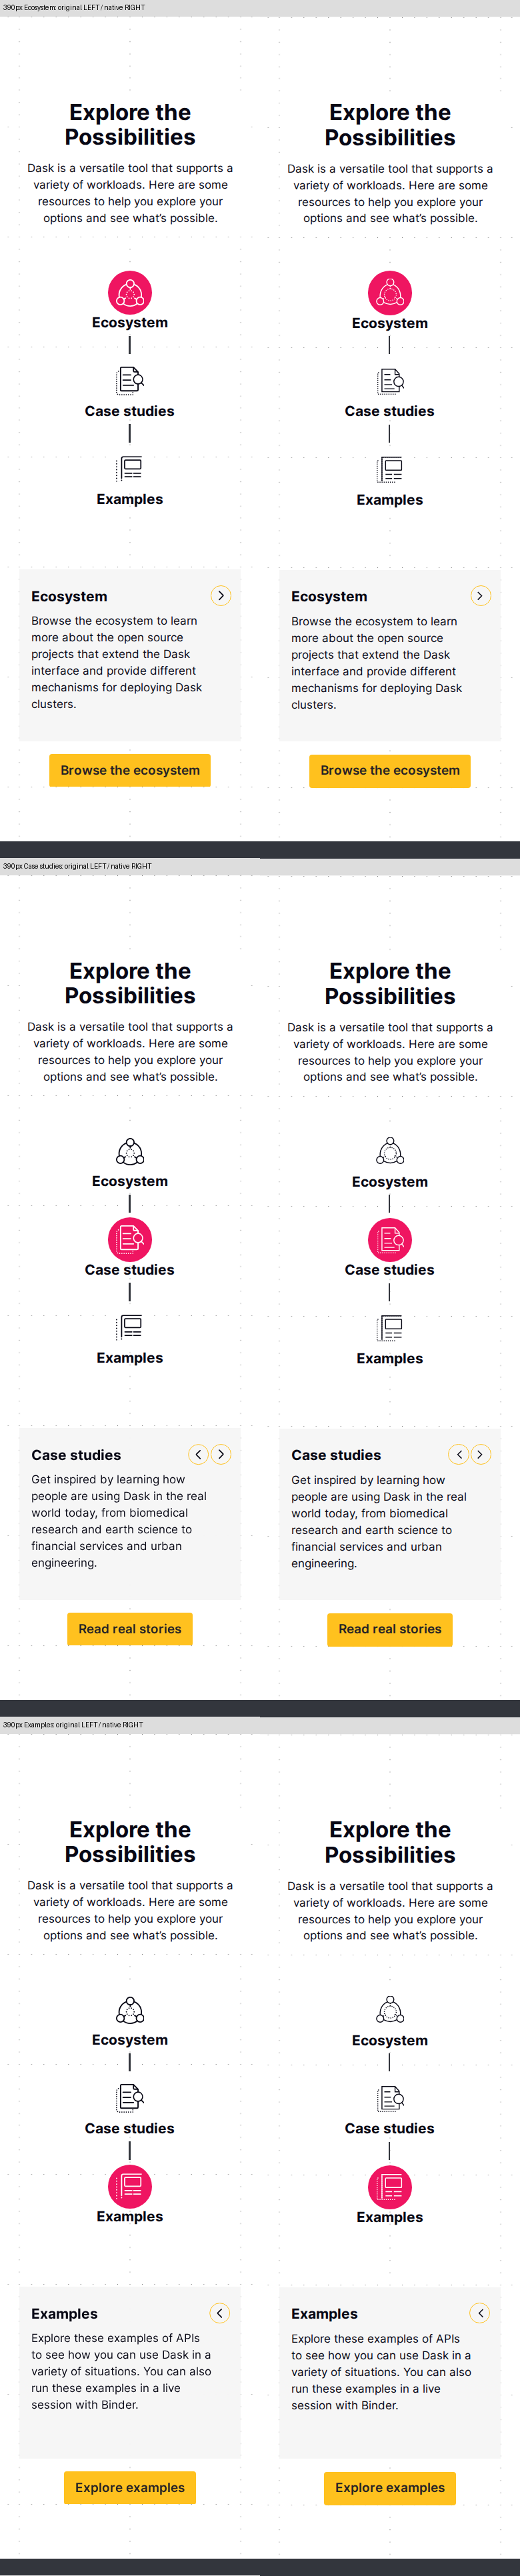 390px Ecosystem: original LEFT / native RIGHT
Explore the
Possibilities
Dask is a versatile tool that supports a
variety of workloads. Here are some
resources to help you explore your
options and see what's possible.
Ecosystem
Case studies
Examples
Ecosystem
Browse the ecosystem to learn
more about the open source
projects that extend the Dask
interface and provide different
mechanisms for deploying Dask
clusters.
Browse the ecosystem
Explore the
Possibilities
Dask is a versatile tool that supports a
variety of workloads. Here are some
resources to help you explore your
options and see what's possible.
Ecosystem
Case studies
Examples
Ecosystem
Browse the ecosystem to learn
more about the open source
projects that extend the Dask
interface and provide different
mechanisms for deploying Dask
clusters.
Browse the ecosystem
390px Case studies: original LEFT / native RIGHT
Explore the
Possibilities
Dask is a versatile tool that supports a
variety of workloads. Here are some
resources to help you explore your
options and see what's possible.
Ecosystem
Case studies
Examples
Case studies
Get inspired by learning how
people are using Dask in the real
world today, from biomedical
research and earth science to
financial services and urban
engineering.
Read real stories
Explore the
Possibilities
Dask is a versatile tool that supports a
variety of workloads. Here are some
resources to help you explore your
options and see what's possible.
Ecosystem
Case studies
Examples
Case studies
Get inspired by learning how
people are using Dask in the real
world today, from biomedical
research and earth science to
financial services and urban
engineering.
Read real stories
390px Examples: original LEFT / native RIGHT
Explore the
Possibilities
Dask is a versatile tool that supports a
variety of workloads. Here are some
resources to help you explore your
options and see what's possible.
Ecosystem
Case studies
Examples
Examples
Explore these examples of APIs
to see how you can use Dask in a
variety of situations. You can also
run these examples in a live
session with Binder.
Explore examples
Explore the
Possibilities
Dask is a versatile tool that supports a
variety of workloads. Here are some
resources to help you explore your
options and see what's possible.
Ecosystem
Case studies
Examples
Examples
Explore these examples of APIs
to see how you can use Dask in a
variety of situations. You can also
run these examples in a live
session with Binder.
Explore examples